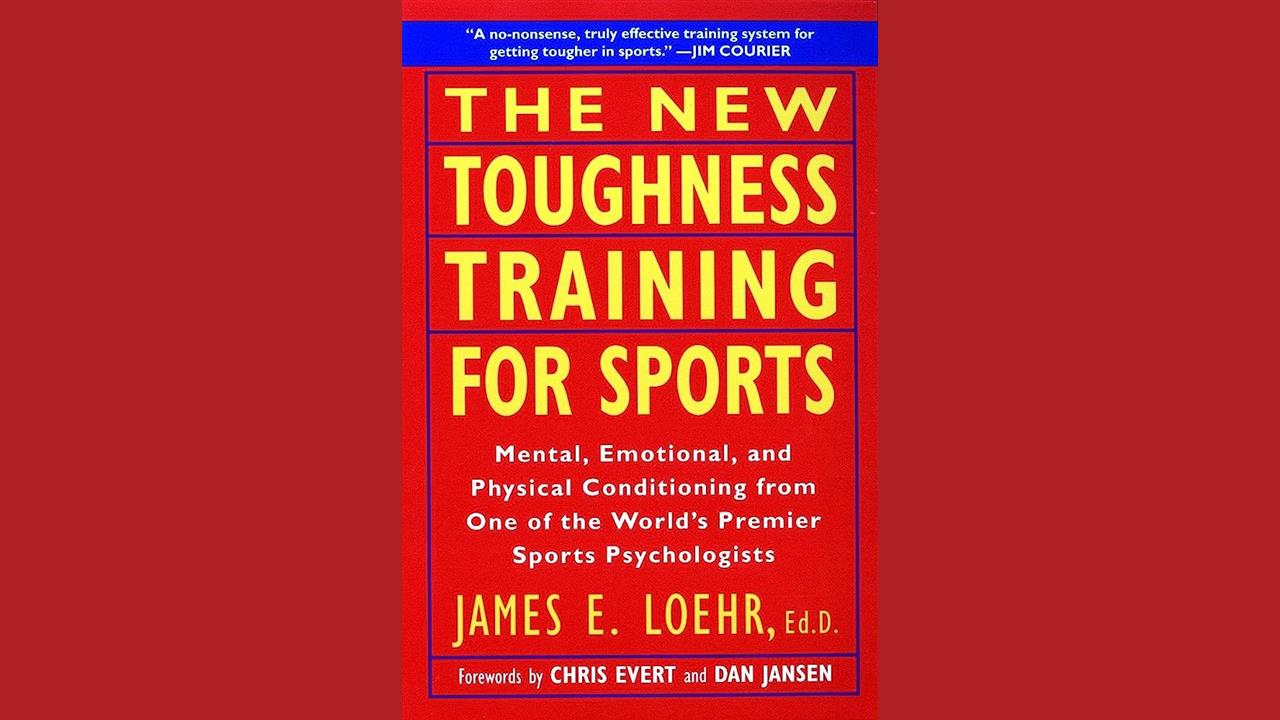 “A no-nonsense, truly effective training system for
getting tougher in sports.” —JIM COURIER
THE NEW
TOUGHNESS
TRAINING
FOR SPORTS
Mental, Emotional, and
Physical Conditioning from
One of the World’s Premier
Sports Psychologists
JAMES E. LOEHR, Ed.D.
Forewords by CHRIS EVERT and DAN JANSEN